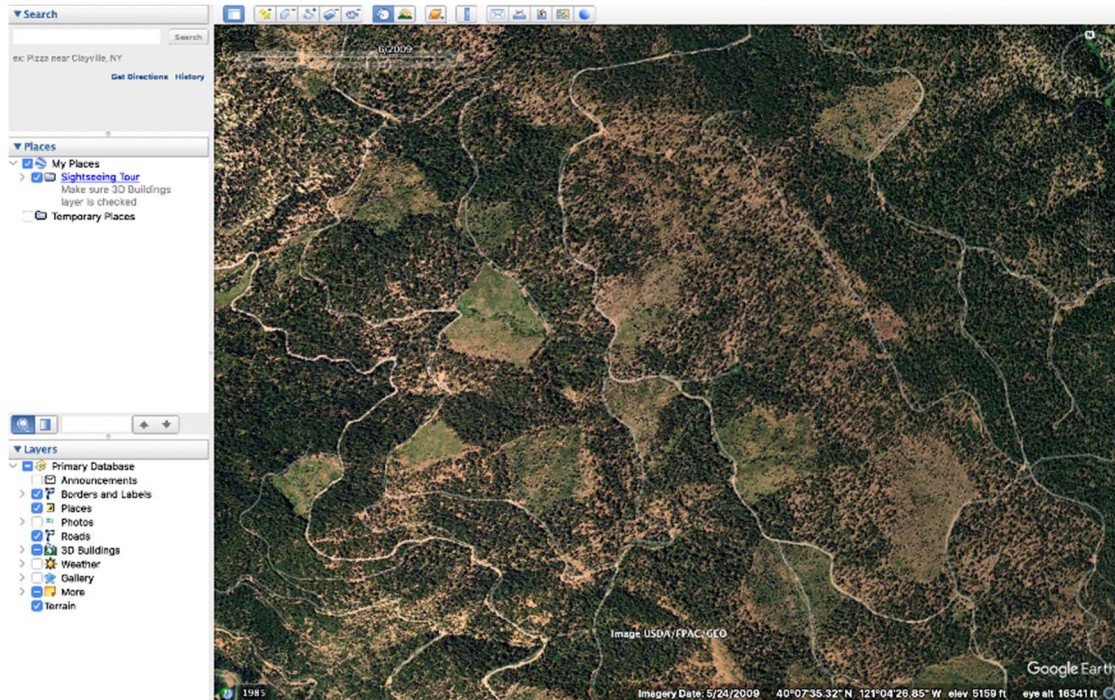 Search
Search
ex: Pizza near Clayville, NY
Get Directions History
Places
My Places
Sightseeing Tour
Make sure 3D Buildings
layer is checked
Temporary Places
Layers
Primary Database
Announcements
Borders and Labels
Places
Photos
Roads
3D Buildings
Weather
Gallery
More
Terrain
6/2009
N
Image USDA/FPAC/GEO
Google Earth
1985
Imagery Date: 5/24/2009 40°07'35.32" N 121°04'26.85" W elev 5159 ft eye alt 16341 ft